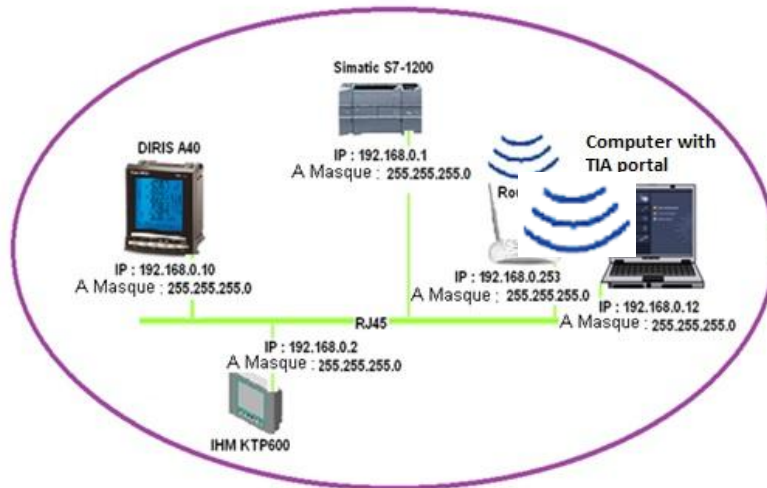 Simatic S7-1200
IP : 192.168.0.1
A Masque : 255.255.255.0
DIRIS A40
IP : 192.168.0.10
A Masque : 255.255.255.0
Computer with
TIA portal
IP : 192.168.0.253
A Masque : 255.255.255.0
IP : 192.168.0.12
A Masque : 255.255.255.0
RJ45
IP : 192.168.0.2
A Masque : 255.255.255.0
IHM KTP600